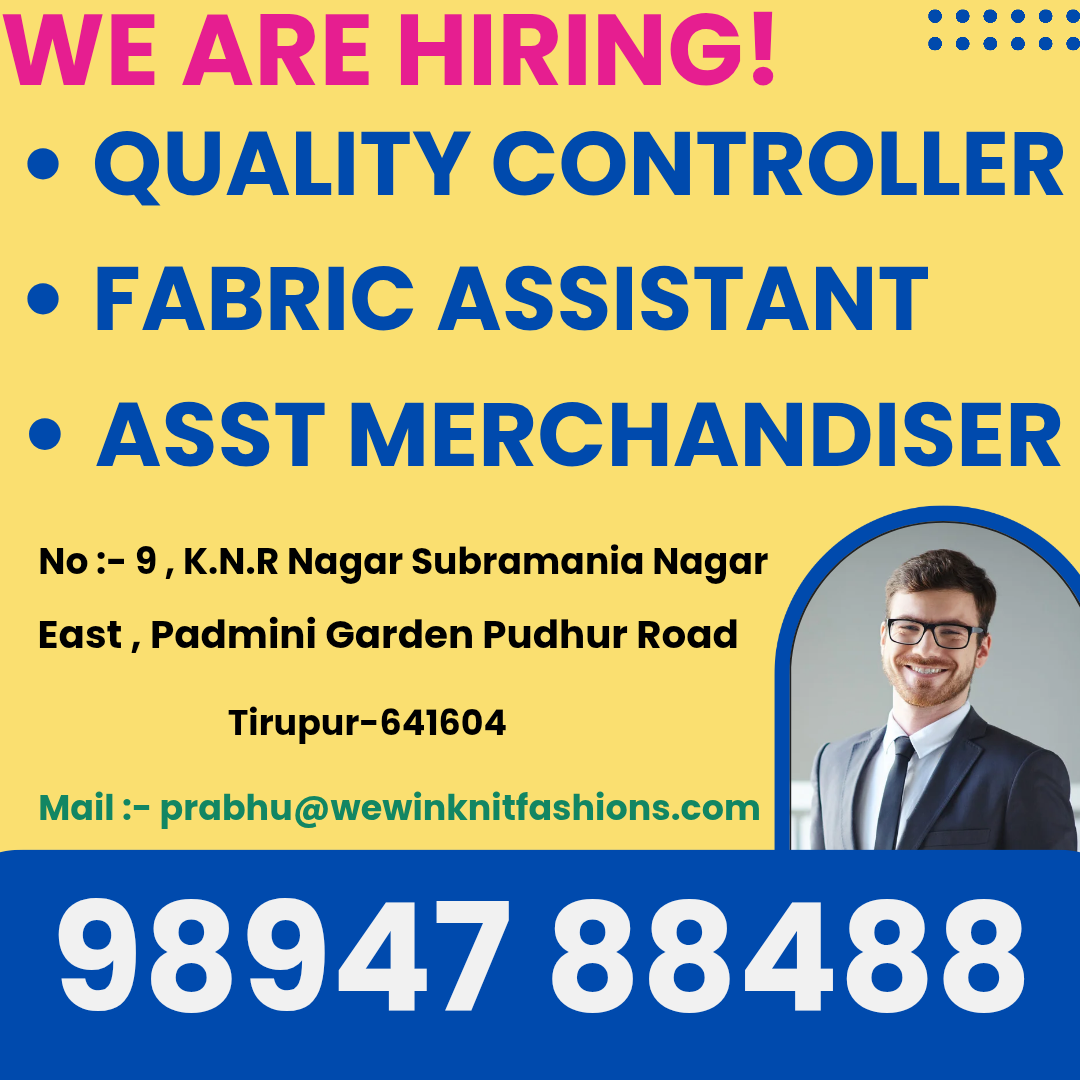 WE ARE HIRING!
• QUALITY CONTROLLER
• FABRIC ASSISTANT
• ASST MERCHANDISER
No :- 9 , K.N.R Nagar Subramania Nagar
East , Padmini Garden Pudhur Road
Tirupur-641604
Mail :- prabhu@wewinknitfashions.com
98947 88488